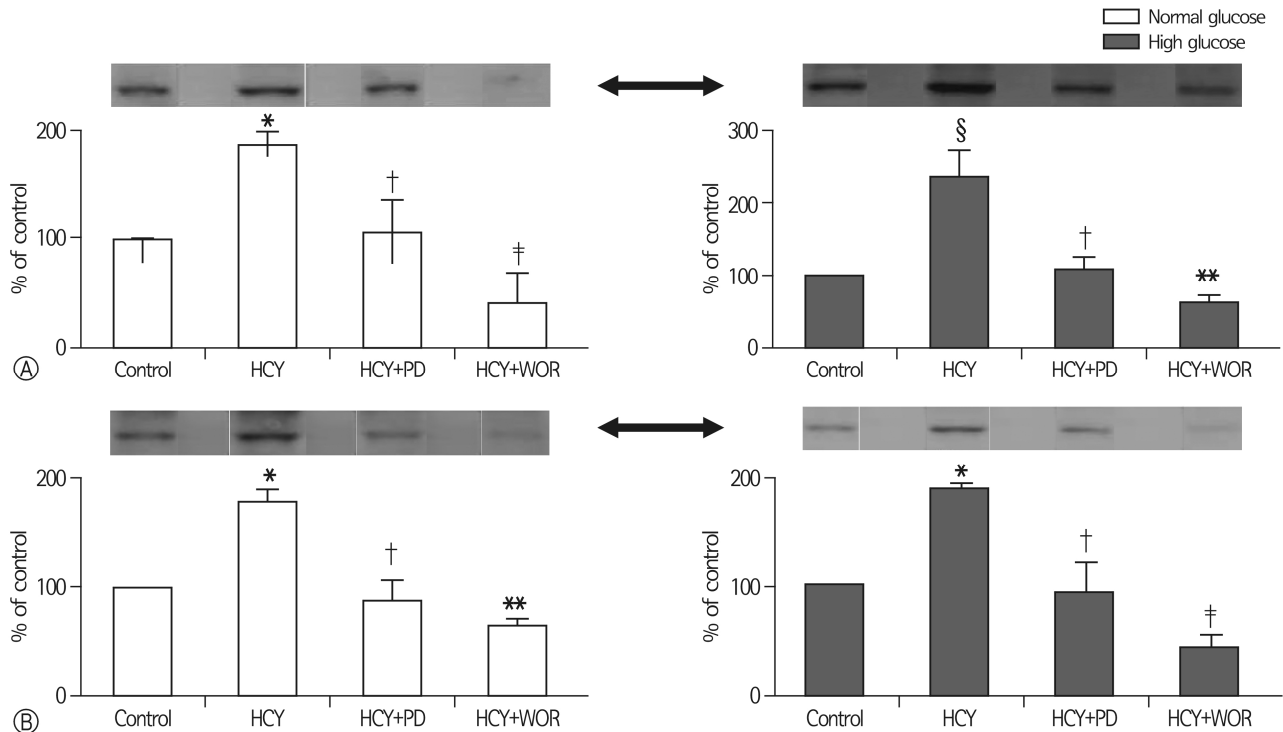 Normal glucose
High glucose
% of control
200
100
0
*
†
‡
Control
HCY
HCY+PD
HCY+WOR
% of control
300
200
100
0
§
†
**
Control
HCY
HCY+PD
HCY+WOR
Ⓐ
% of control
200
100
0
*
†
**
Control
HCY
HCY+PD
HCY+WOR
% of control
200
100
0
*
†
‡
Control
HCY
HCY+PD
HCY+WOR
Ⓑ